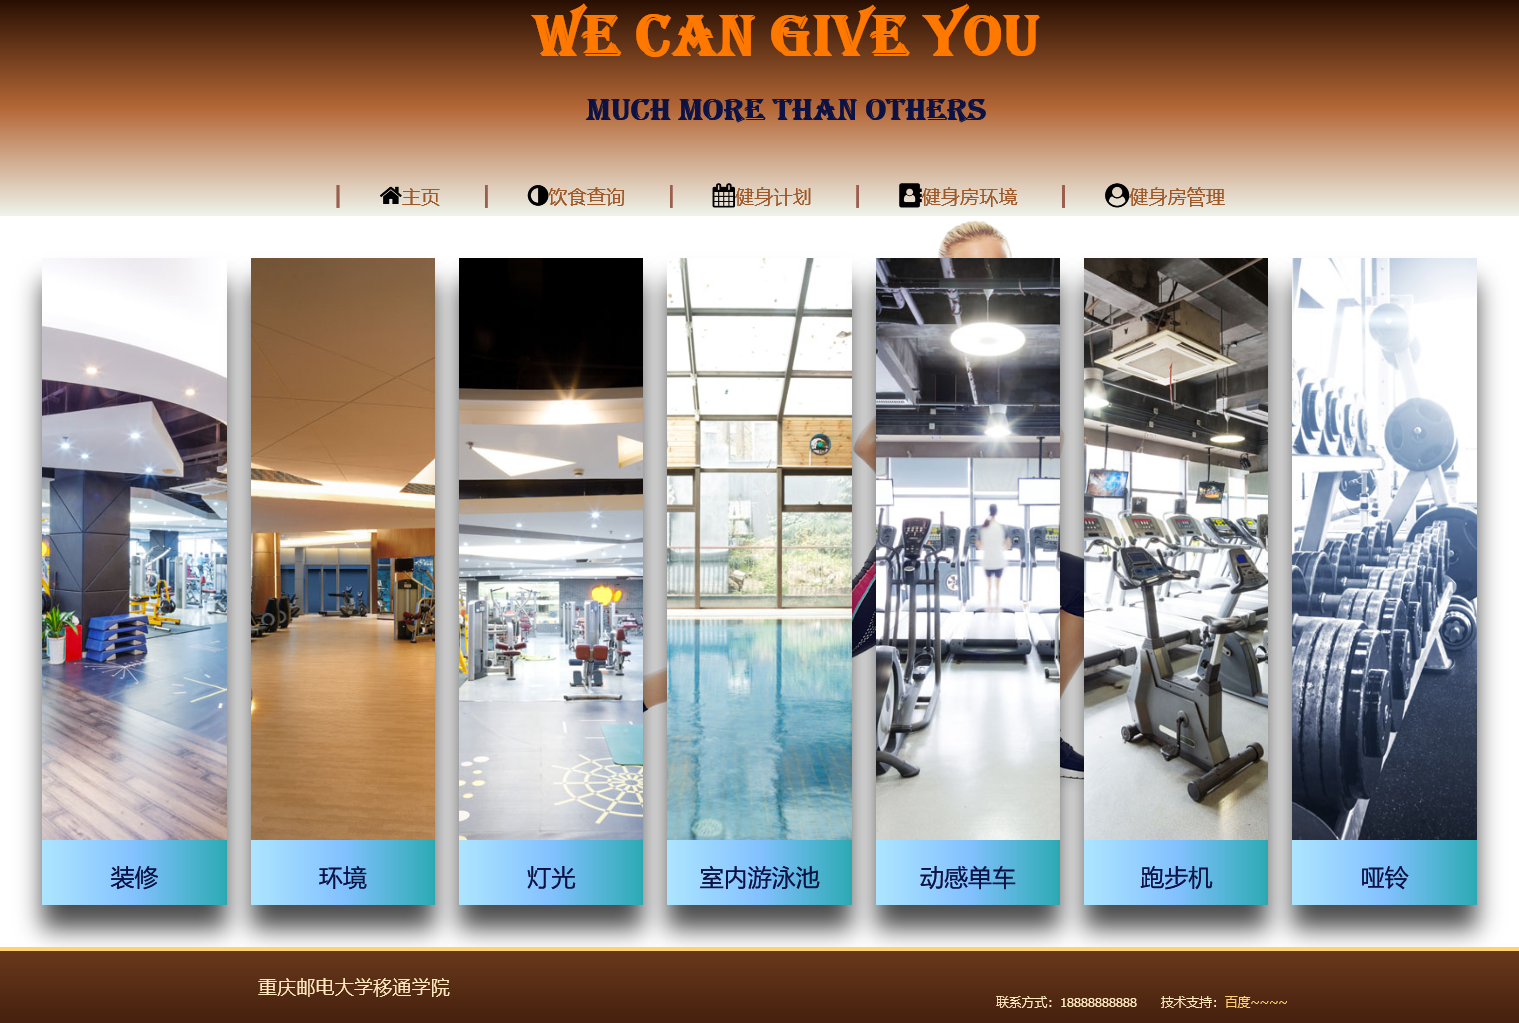 WE CAN GIVE YOU
MUCH MORE THAN OTHERS
主页 饮食查询 健身计划 健身房环境 健身房管理
装修 环境 灯光 室内游泳池 动感单车 跑步机 哑铃
重庆邮电大学移通学院
联系方式：18888888888 技术支持：百度~~~~